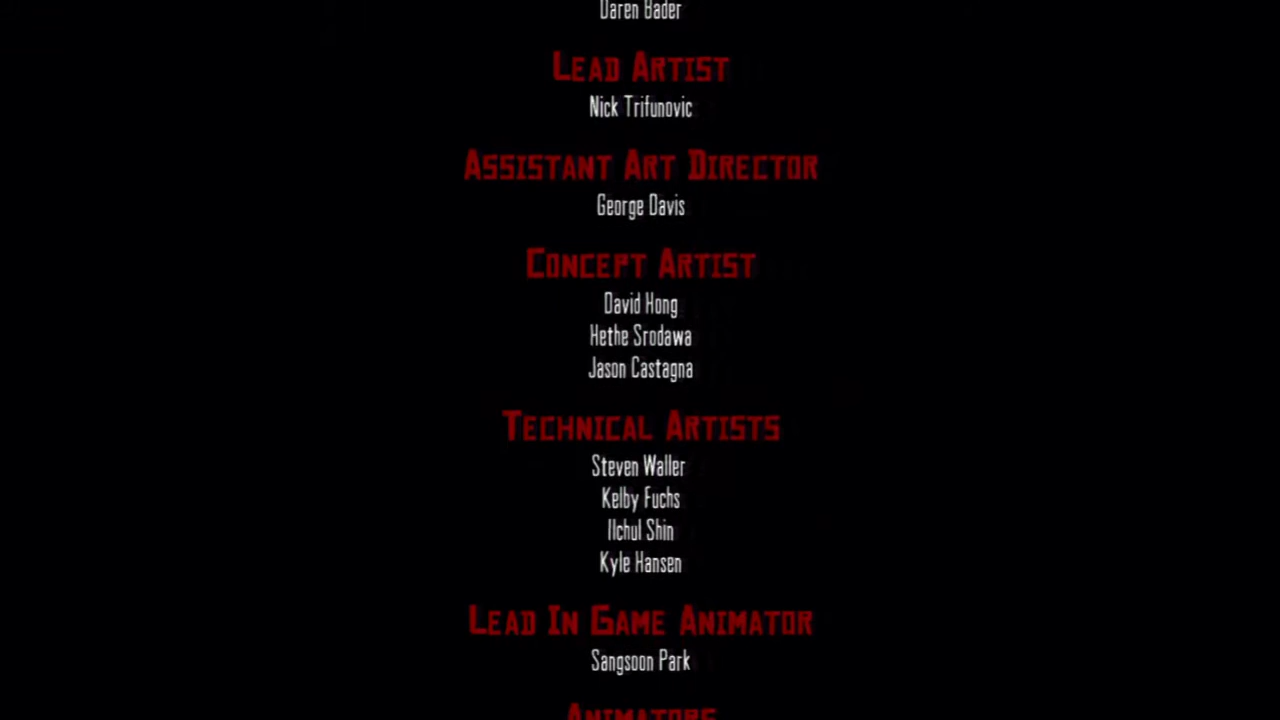 Daren Bader
LEAD ARTIST
Nick Trifunovic
ASSISTANT ART DIRECTOR
George Davis
CONCEPT ARTIST
David Hong
Hethe Srodawa
Jason Castagna
TECHNICAL ARTISTS
Steven Waller
Kelby Fuchs
Ilchul Shin
Kyle Hansen
LEAD IN GAME ANIMATOR
Sangsoon Park
ANIMATORS